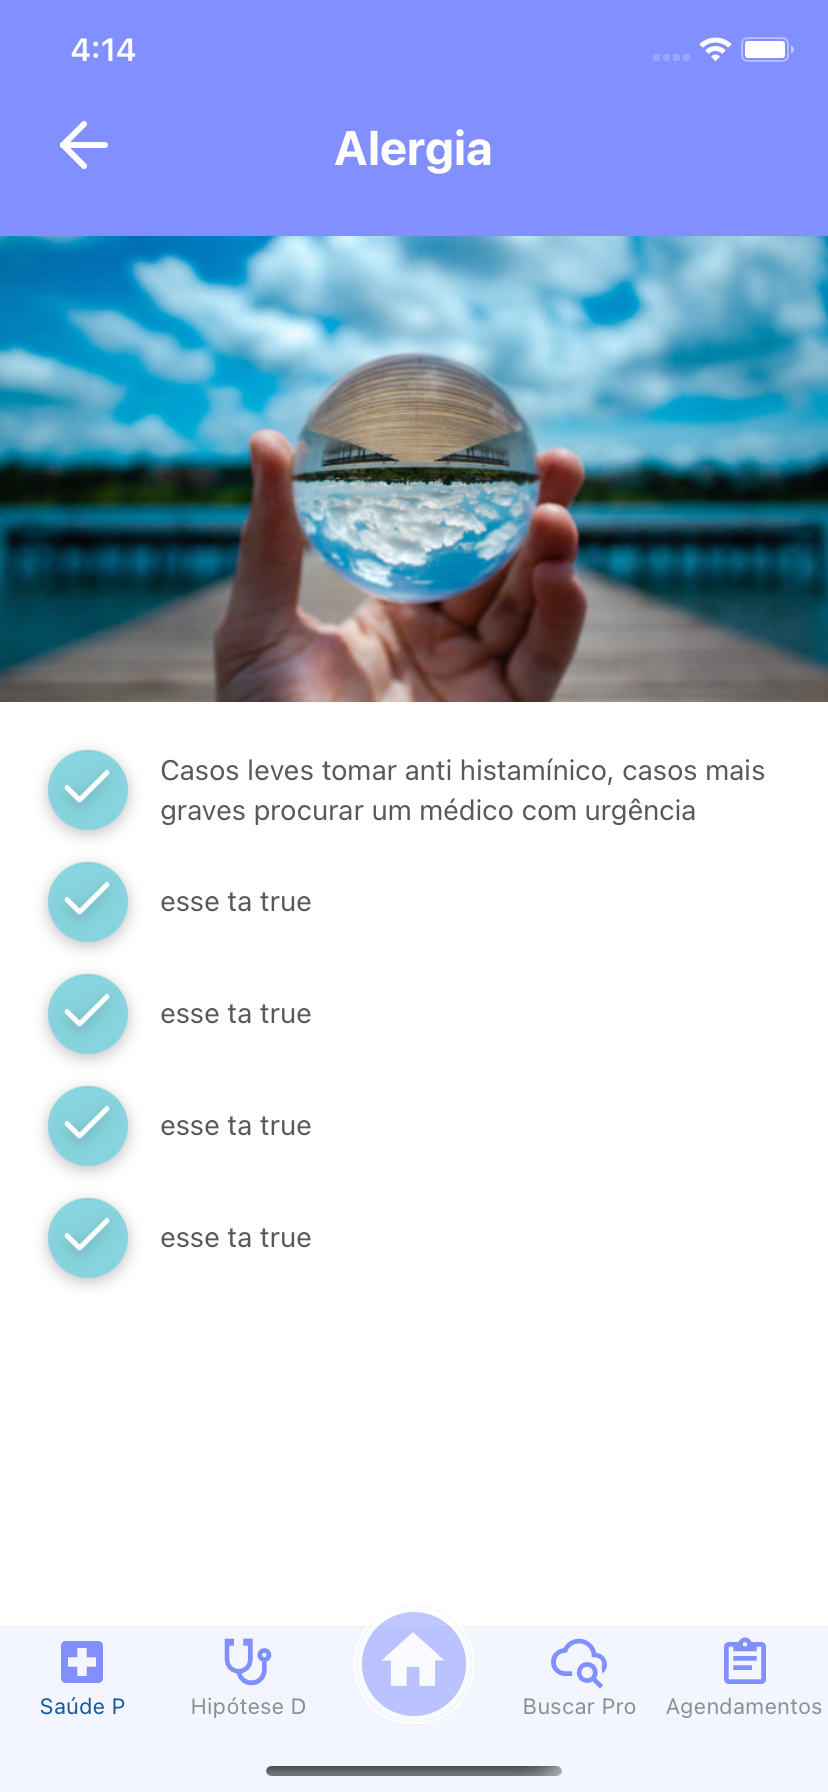 4:14
Alergia
Casos leves tomar anti histamínico, casos mais
graves procurar um médico com urgência
esse ta true
esse ta true
esse ta true
esse ta true
Saúde P
Hipótese D
Buscar Pro
Agendamentos